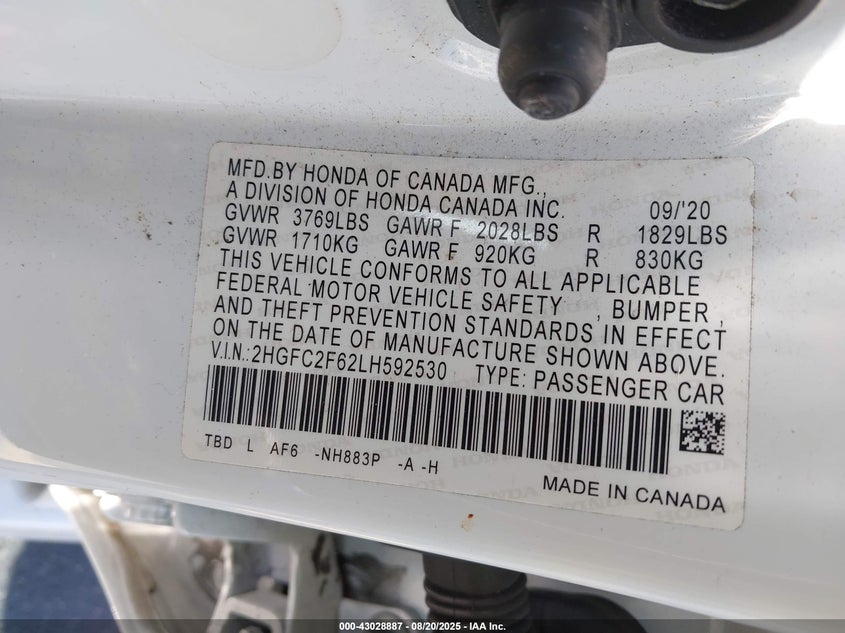 MFD.BY HONDA OF CANADA MFG.,
A DIVISION OF HONDA CANADA INC. 09/'20
GVWR 3769LBS GAWR F 2028LBS R 1829LBS
GVWR 1710KG GAWR F 920KG R 830KG
THIS VEHICLE CONFORMS TO ALL APPLICABLE
FEDERAL MOTOR VEHICLE SAFETY , BUMPER ,
AND THEFT PREVENTION STANDARDS IN EFFECT
ON THE DATE OF MANUFACTURE SHOWN ABOVE.
V.I.N.:2HGFC2F62LH592530 TYPE: PASSENGER CAR
TBD L AF6 -NH883P -A -H
MADE IN CANADA
000-43028887 - 08/20/2025 - IAA Inc.